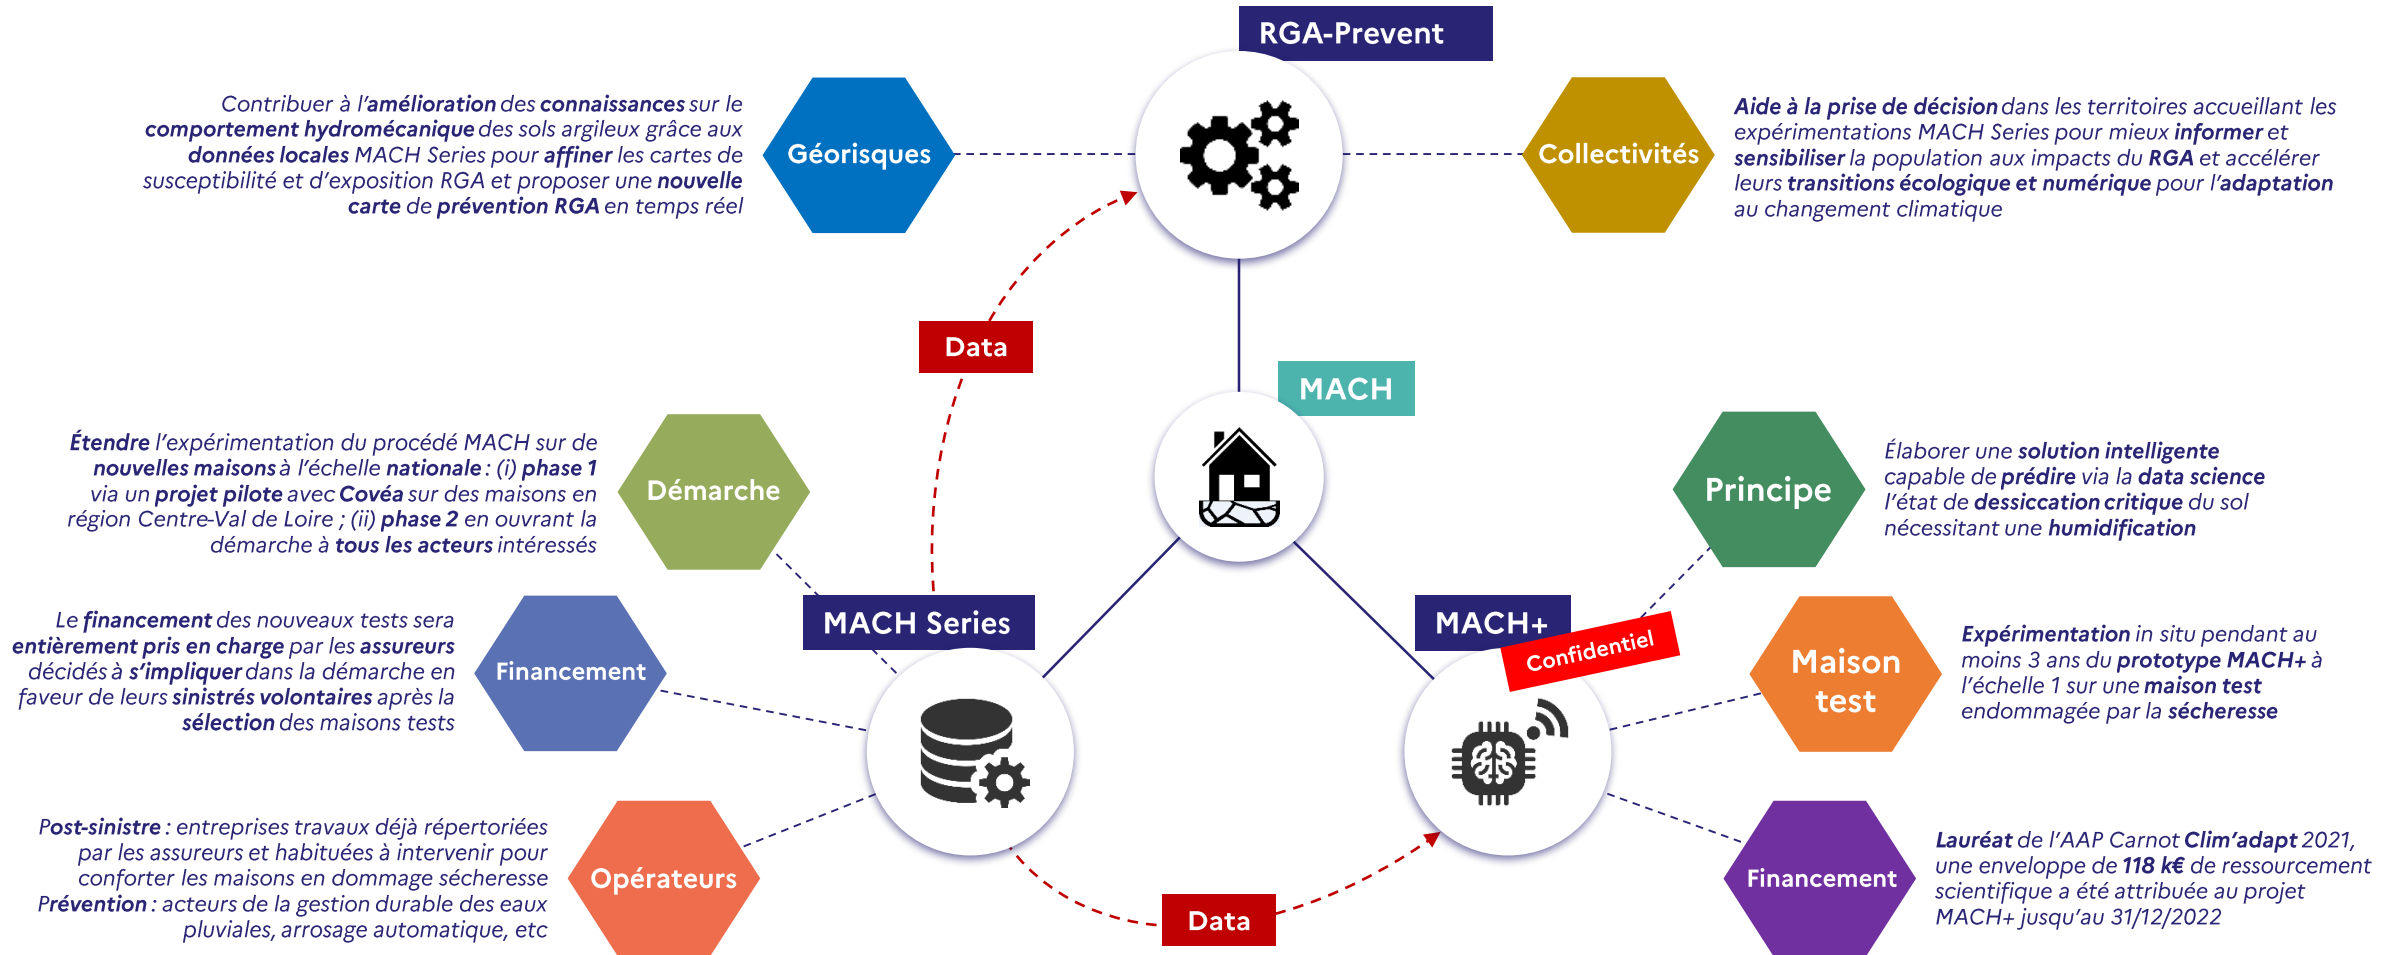 RGA-Prevent
Contribuer à l’amélioration des connaissances sur le
comportement hydromécanique des sols argileux grâce aux
données locales MACH Series pour affiner les cartes de
susceptibilité et d’exposition RGA et proposer une nouvelle
carte de prévention RGA en temps réel
Géorisques
Collectivités
Aide à la prise de décision dans les territoires accueillant les
expérimentations MACH Series pour mieux informer et
sensibiliser la population aux impacts du RGA et accélérer
leurs transitions écologique et numérique pour l’adaptation
au changement climatique
Data
MACH
Étendre l’expérimentation du procédé MACH sur de
nouvelles maisons à l’échelle nationale : (i) phase 1
via un projet pilote avec Covéa sur des maisons en
région Centre-Val de Loire ; (ii) phase 2 en ouvrant la
démarche à tous les acteurs intéressés
Démarche
Principe
Élaborer une solution intelligente
capable de prédire via la data science
l’état de dessiccation critique du sol
nécessitant une humidification
MACH Series
MACH+
Confidentiel
Le financement des nouveaux tests sera
entièrement pris en charge par les assureurs
décidés à s’impliquer dans la démarche en
faveur de leurs sinistrés volontaires après la
sélection des maisons tests
Financement
Maison
test
Expérimentation in situ pendant au
moins 3 ans du prototype MACH+ à
l’échelle 1 sur une maison test
endommagée par la sécheresse
Post-sinistre : entreprises travaux déjà répertoriées
par les assureurs et habituées à intervenir pour
conforter les maisons en dommage sécheresse
Prévention : acteurs de la gestion durable des eaux
pluviales, arrosage automatique, etc
Opérateurs
Data
Financement
Lauréat de l’AAP Carnot Clim’adapt 2021,
une enveloppe de 118 k€ de ressourcement
scientifique a été attribuée au projet
MACH+ jusqu’au 31/12/2022